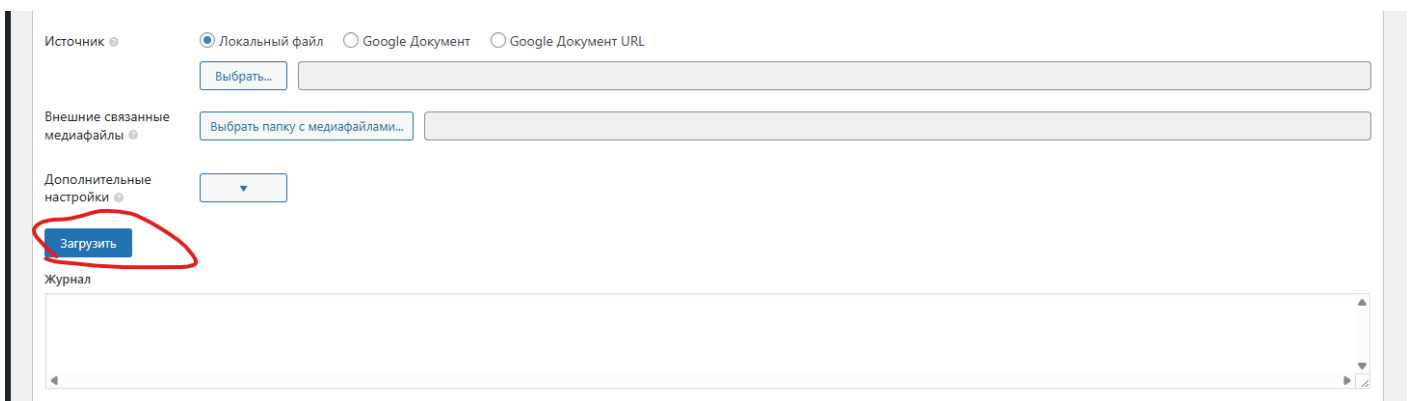 Источник
Локальный файл Google Документ Google Документ URL
Выбрать...
Внешние связанные
медиафайлы
Выбрать папку с медиафайлами...
Дополнительные
настройки
Загрузить
Журнал